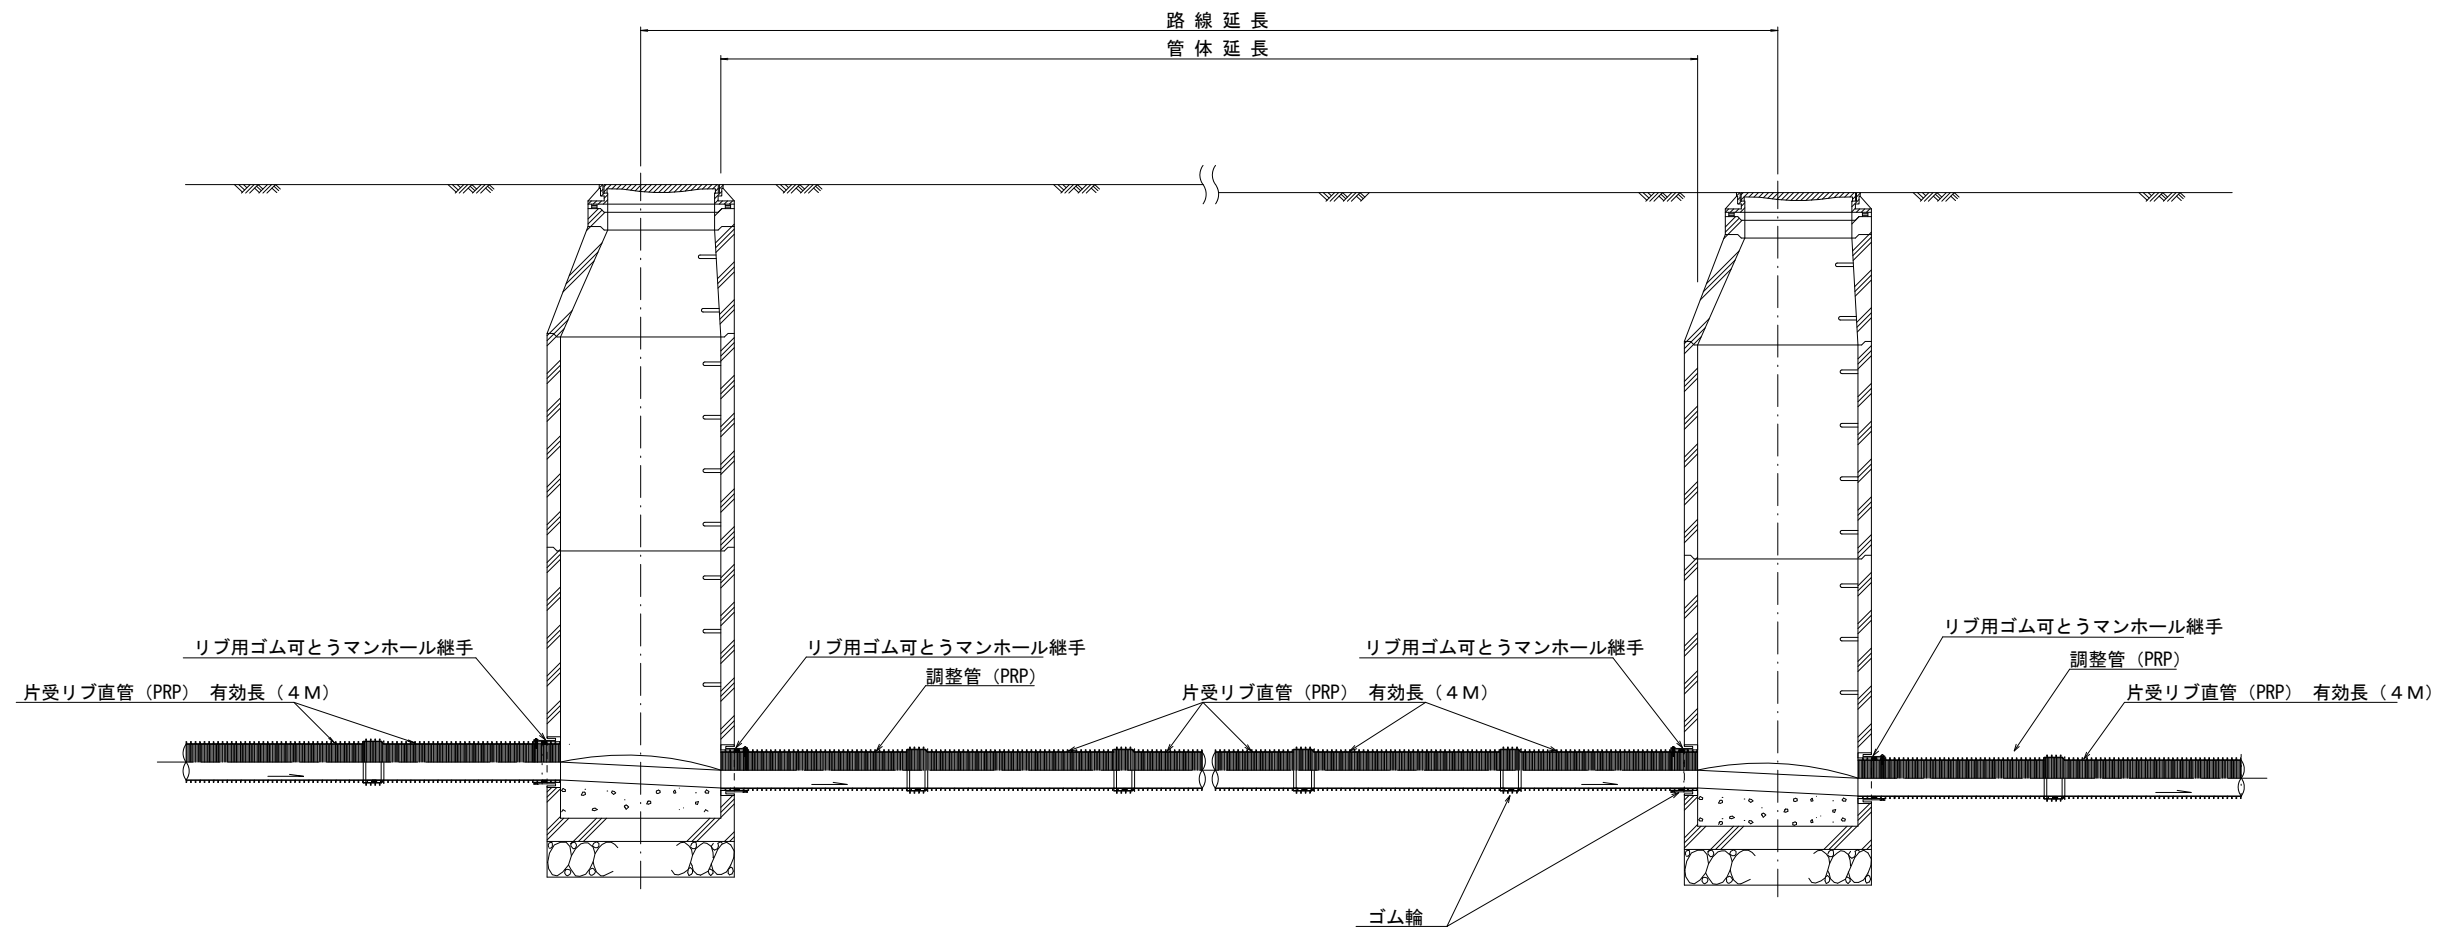 路 線 延 長
管 体 延 長
リブ用ゴム可とうマンホール継手
リブ用ゴム可とうマンホール継手
リブ用ゴム可とうマンホール継手
リブ用ゴム可とうマンホール継手
調整管（PRP）
調整管（PRP）
片受リブ直管（PRP） 有効長（４Ｍ）
片受リブ直管（PRP） 有効長（４Ｍ）
片受リブ直管（PRP） 有効長（４Ｍ）
ゴム輪